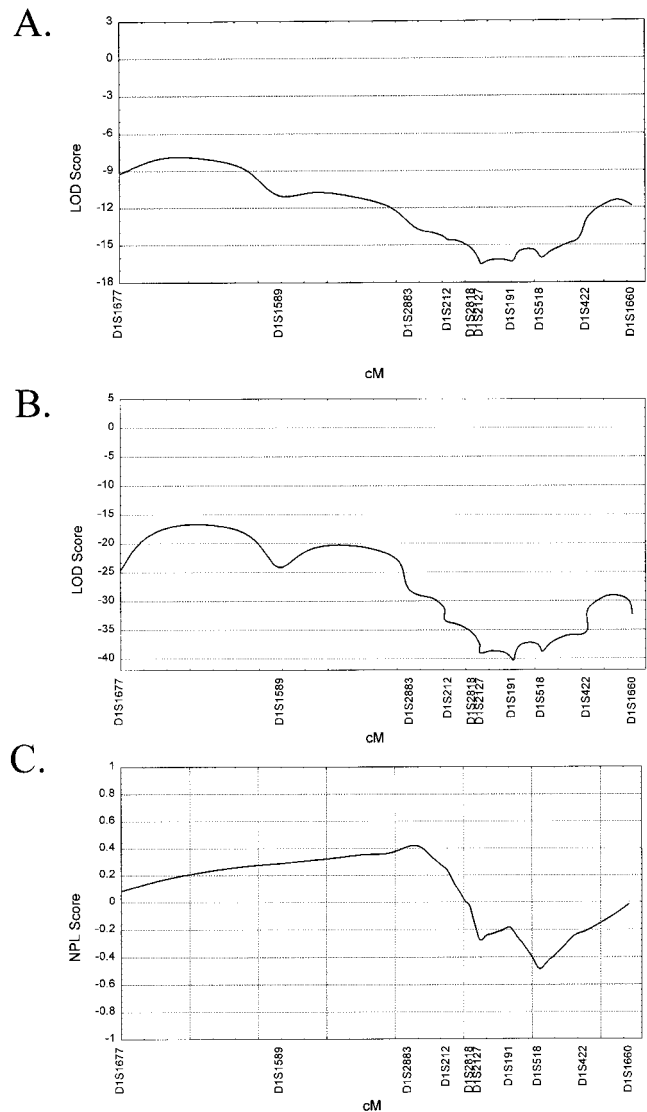 A.
3
0
-3
-6
-9
-12
-15
-18
LOD Score
D1S1677
D1S1589
D1S2883
D1S212
D1S2818
D1S2127
D1S191
D1S518
D1S422
D1S1660
cM
B.
5
0
-5
-10
-15
-20
-25
-30
-35
-40
LOD Score
D1S1677
D1S1589
D1S2883
D1S212
D1S2818
D1S2127
D1S191
D1S518
D1S422
D1S1660
cM
C.
1
0.8
0.6
0.4
0.2
0
-0.2
-0.4
-0.6
-0.8
-1
NPL Score
D1S1677
D1S1589
D1S2883
D1S212
D1S2818
D1S2127
D1S191
D1S518
D1S422
D1S1660
cM